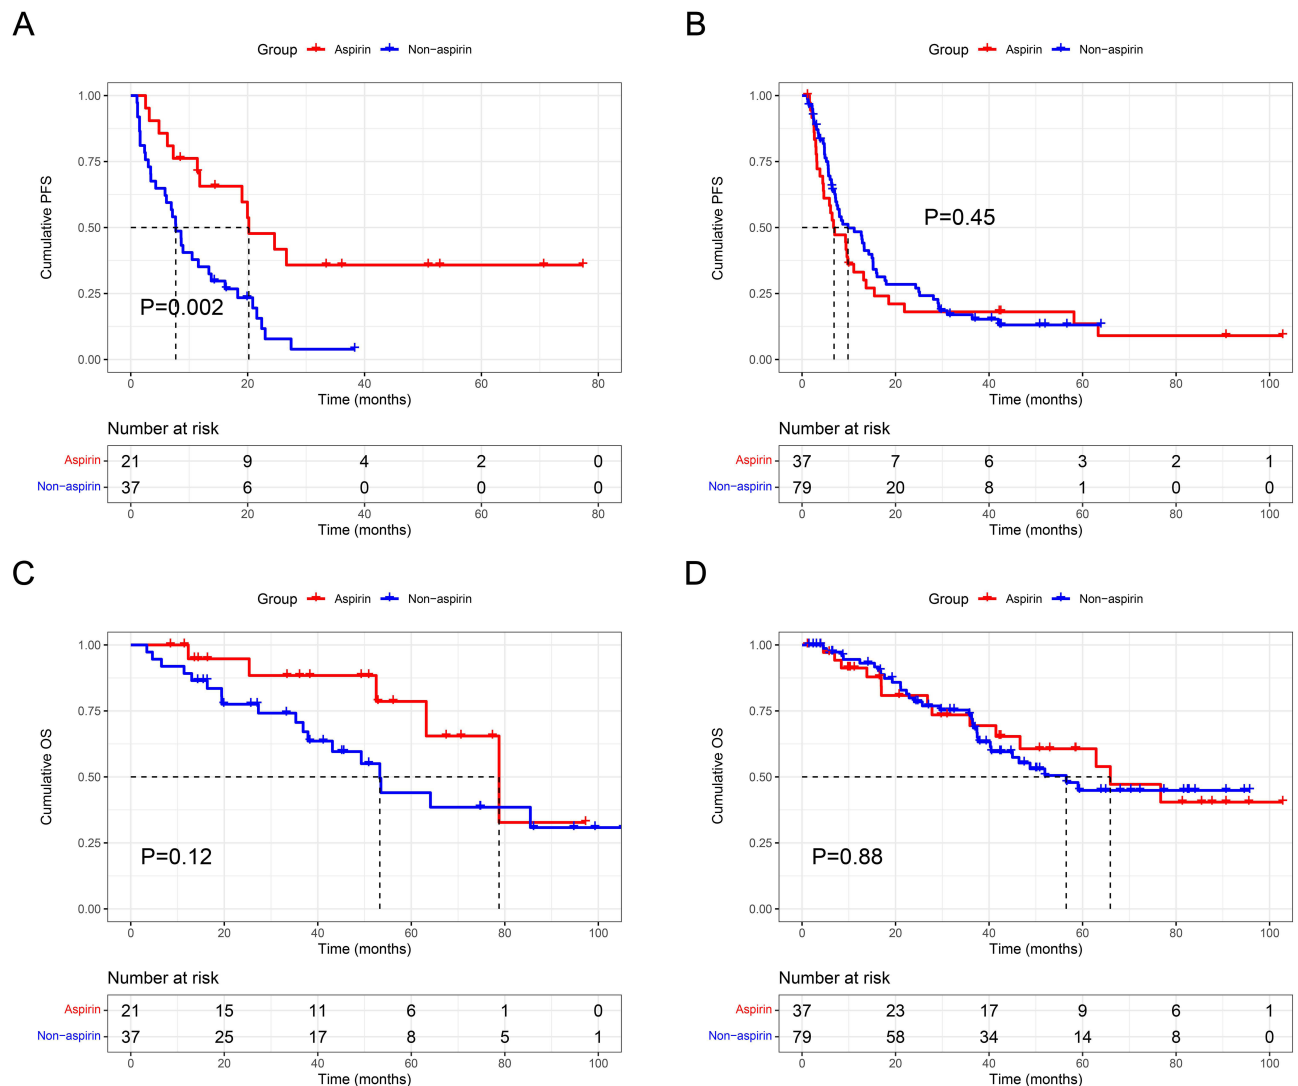 A
Group Aspirin Non-aspirin
1.00
0.75
0.50
0.25
0.00
Cumulative PFS
P=0.002
0 20 40 60 80
Time (months)
Number at risk
Aspirin 21 9 4 2 0
Non-aspirin 37 6 0 0 0
0 20 40 60 80
Time (months)
B
Group Aspirin Non-aspirin
1.00
0.75
0.50
0.25
0.00
Cumulative PFS
P=0.45
0 20 40 60 80 100
Time (months)
Number at risk
Aspirin 37 7 6 3 2 1
Non-aspirin 79 20 8 1 0 0
0 20 40 60 80 100
Time (months)
C
Group Aspirin Non-aspirin
1.00
0.75
0.50
0.25
0.00
Cumulative OS
P=0.12
0 20 40 60 80 100
Time (months)
Number at risk
Aspirin 21 15 11 6 1 0
Non-aspirin 37 25 17 8 5 1
0 20 40 60 80 100
Time (months)
D
Group Aspirin Non-aspirin
1.00
0.75
0.50
0.25
0.00
Cumulative OS
P=0.88
0 20 40 60 80 100
Time (months)
Number at risk
Aspirin 37 23 17 9 6 1
Non-aspirin 79 58 34 14 8 0
0 20 40 60 80 100
Time (months)